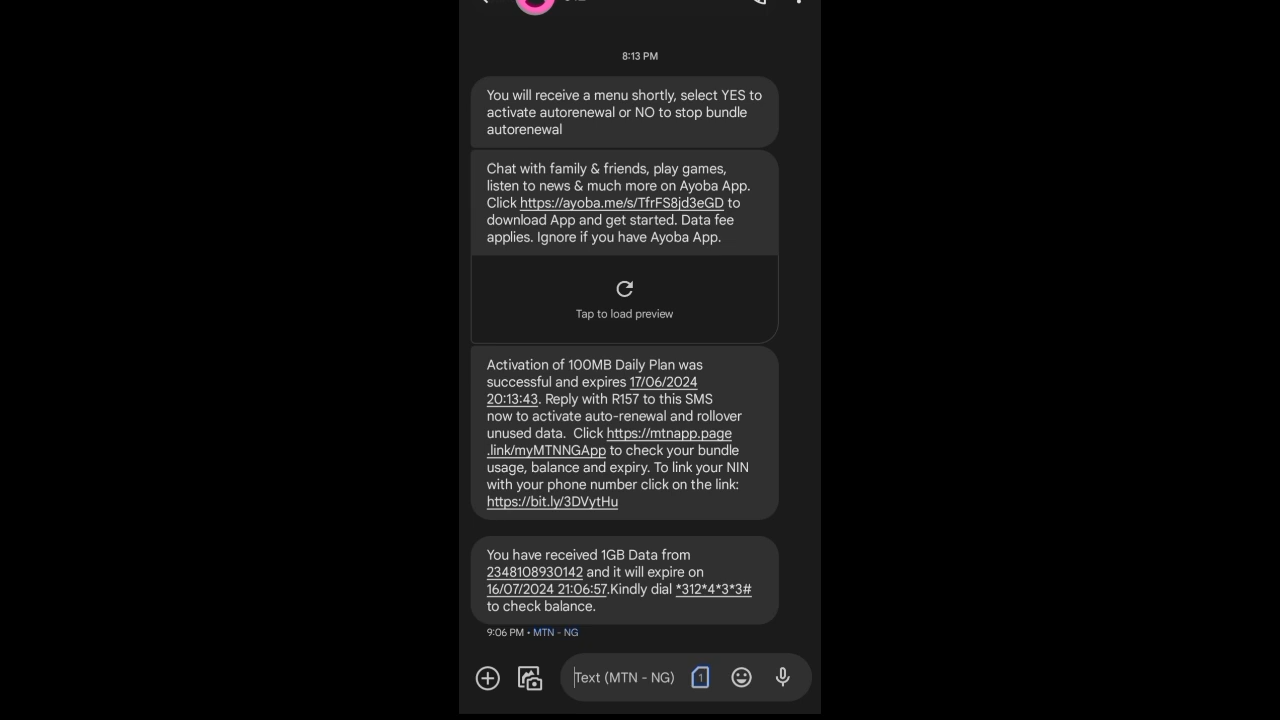 8:13 PM
You will receive a menu shortly, select YES to
activate autorenewal or NO to stop bundle
autorenewal
Chat with family & friends, play games,
listen to news & much more on Ayoba App.
Click https://ayoba.me/s/TfrFS8jd3eGD to
download App and get started. Data fee
applies. Ignore if you have Ayoba App.
Tap to load preview
Activation of 100MB Daily Plan was
successful and expires 17/06/2024
20:13:43. Reply with R157 to this SMS
now to activate auto-renewal and rollover
unused data.  Click https://mtnapp.page
.link/myMTNNGApp to check your bundle
usage, balance and expiry. To link your NIN
with your phone number click on the link:
https://bit.ly/3DVytHu
You have received 1GB Data from
2348108930142 and it will expire on
16/07/2024 21:06:57.Kindly dial *312*4*3*3#
to check balance.
9:06 PM • MTN - NG
Text (MTN - NG) 1